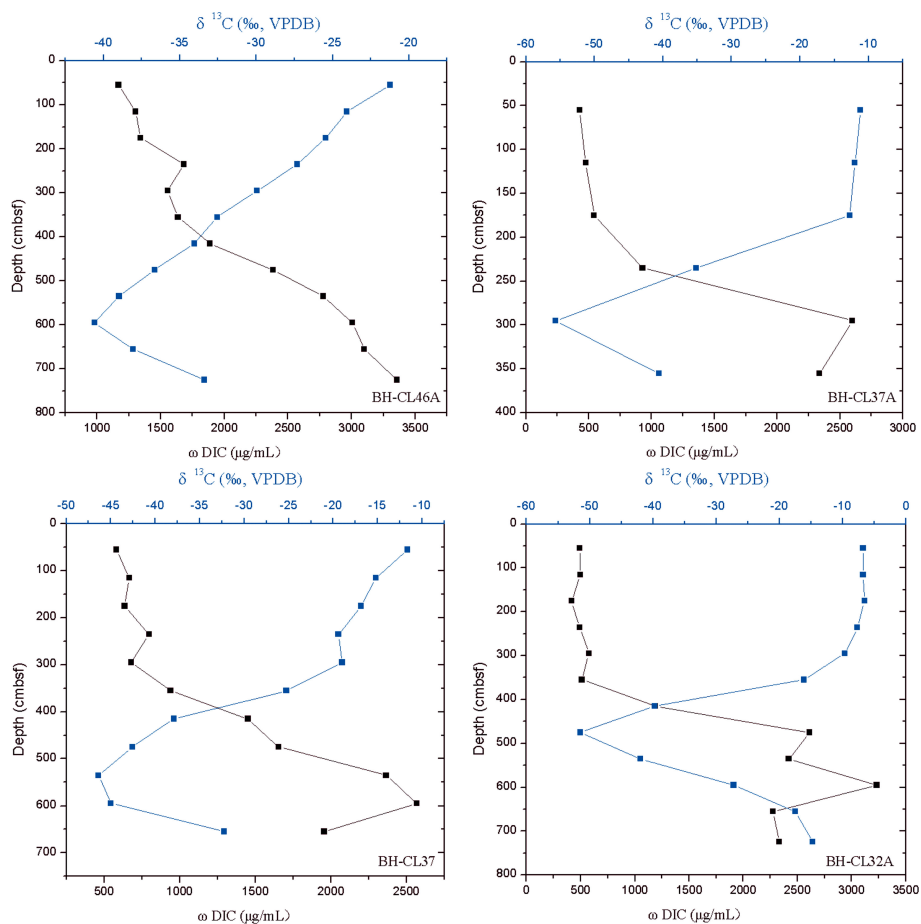 δ ¹³C (‰, VPDB)
-40 -35 -30 -25 -20
0
100
200
300
400
500
600
700
800
Depth (cmbsf)
BH-CL46A
1000 1500 2000 2500 3000 3500
ω DIC (μg/mL)
δ ¹³C (‰, VPDB)
-60 -50 -40 -30 -20 -10
0
50
100
150
200
250
300
350
400
Depth (cmbsf)
BH-CL37A
0 500 1000 1500 2000 2500 3000
ω DIC (μg/mL)
δ ¹³C (‰, VPDB)
-50 -45 -40 -35 -30 -25 -20 -15 -10
0
100
200
300
400
500
600
700
Depth (cmbsf)
BH-CL37
500 1000 1500 2000 2500
ω DIC (μg/mL)
δ ¹³C (‰, VPDB)
-60 -50 -40 -30 -20 -10 0
0
100
200
300
400
500
600
700
800
Depth (cmbsf)
BH-CL32A
0 500 1000 1500 2000 2500 3000 3500
ω DIC (μg/mL)